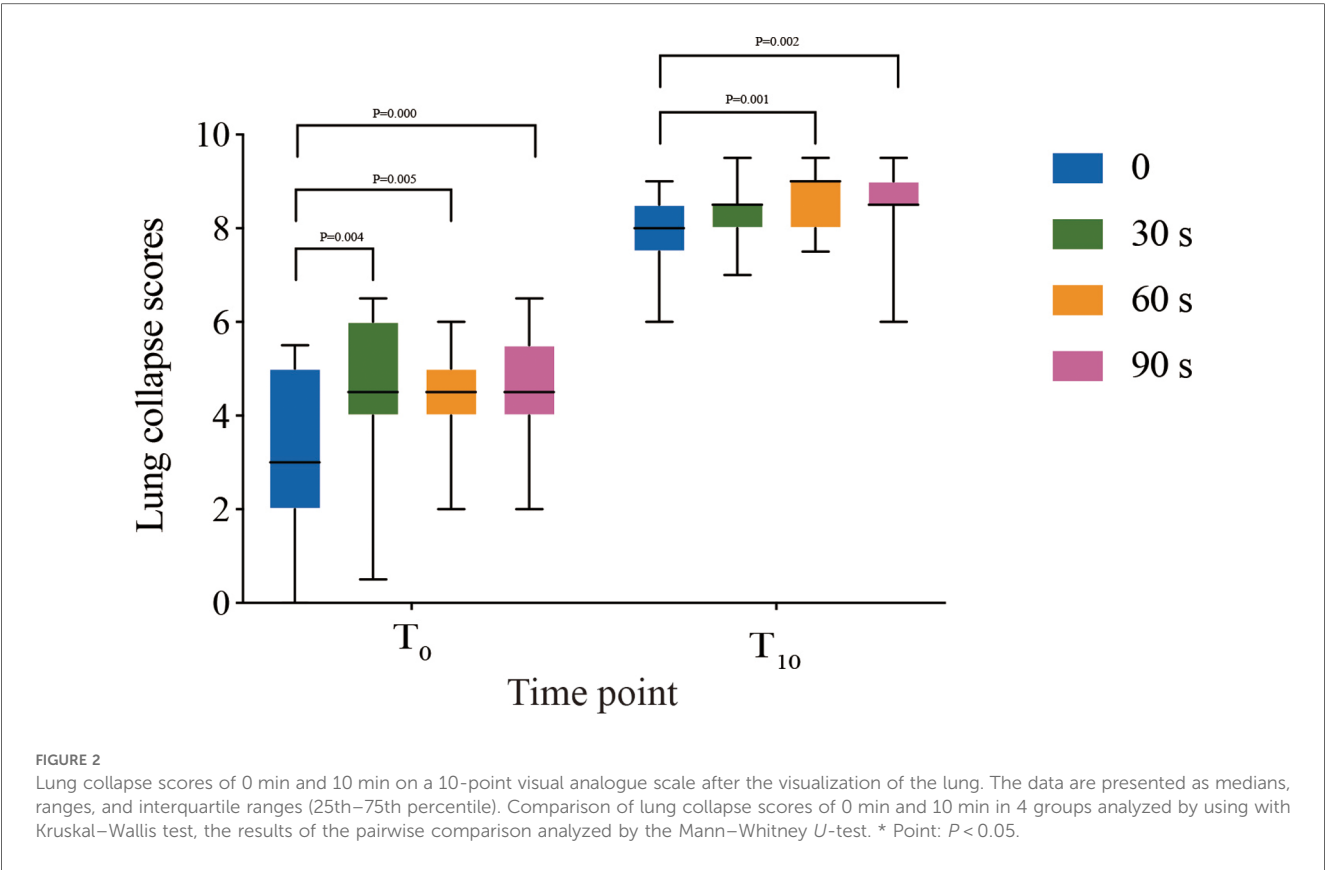 P=0.002
P=0.001
P=0.000
P=0.005
P=0.004
10
8
6
4
2
0
Lung collapse scores
T0
T10
Time point
0
30 s
60 s
90 s
FIGURE 2
Lung collapse scores of 0 min and 10 min on a 10-point visual analogue scale after the visualization of the lung. The data are presented as medians,
ranges, and interquartile ranges (25th–75th percentile). Comparison of lung collapse scores of 0 min and 10 min in 4 groups analyzed by using with
Kruskal–Wallis test, the results of the pairwise comparison analyzed by the Mann–Whitney U-test. * Point: P < 0.05.